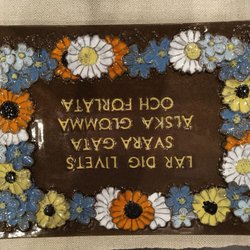 LÄR DIG LIVETS
SVÅRA GÅTA
ÄLSKA GLÖMMA
OCH FÖRLÅTA